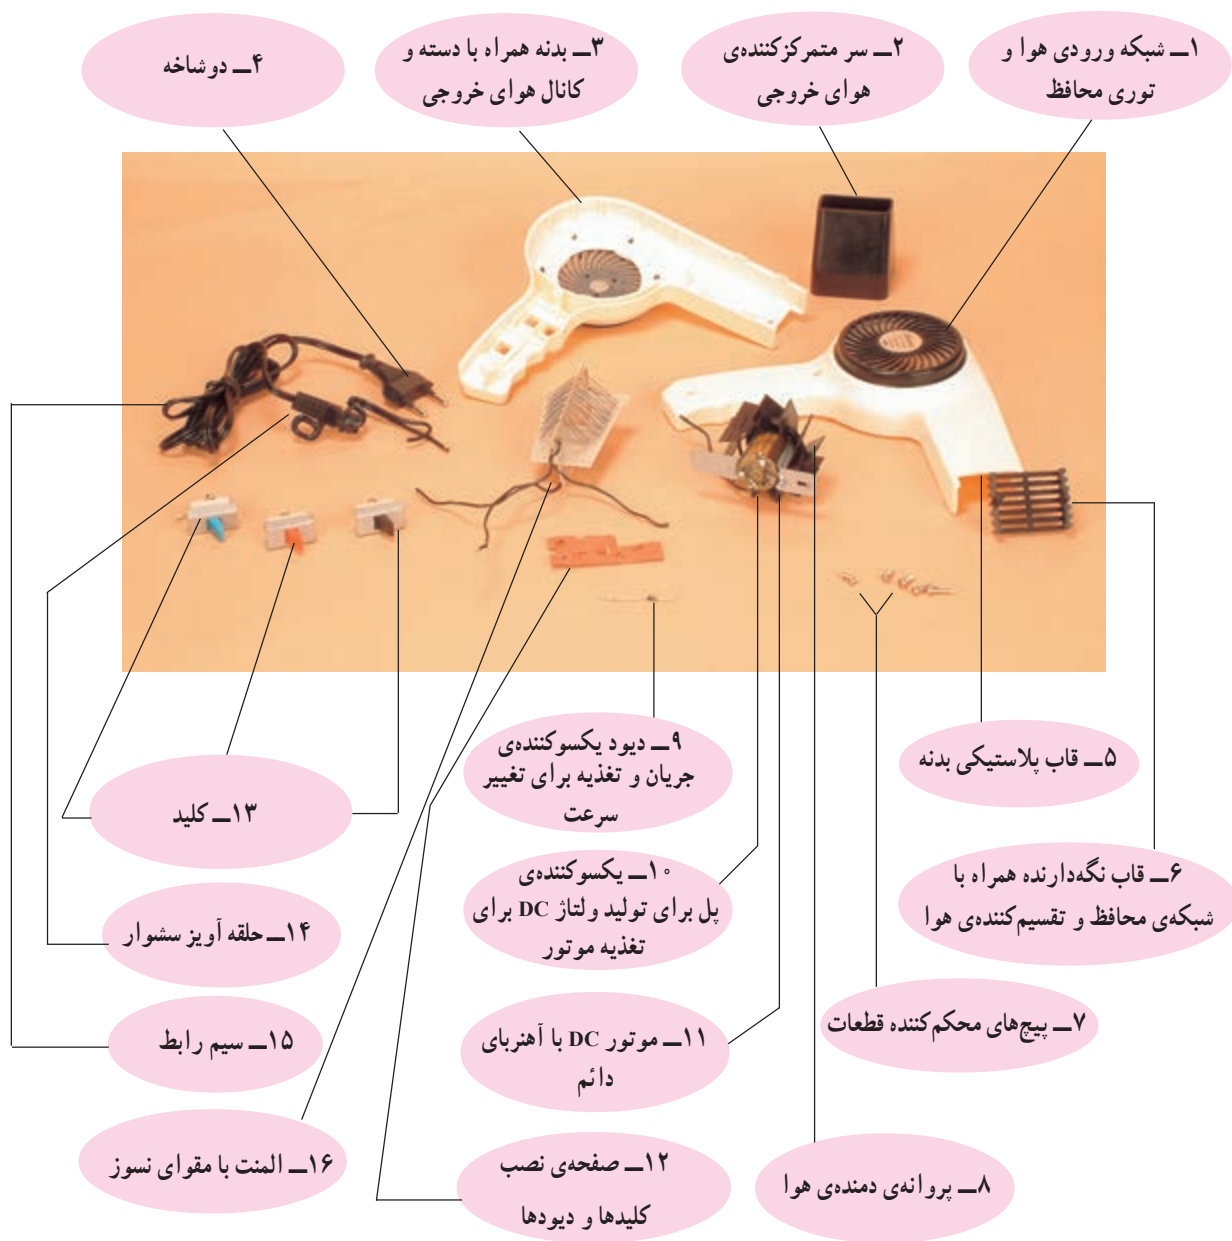 ۱ــ شبکه ورودی هوا و
توری محافظ
۲ــ سر متمرکزکننده‌ی
هوای خروجی
۳ــ بدنه همراه با دسته و
کانال هوای خروجی
۴ــ دوشاخه
۵ــ قاب پلاستیکی بدنه
۶ــ قاب نگه‌دارنده همراه با
شبکه‌ی محافظ و تقسیم‌کننده‌ی هوا
۷ــ پیچ‌های محکم‌کننده قطعات
۸ــ پروانه‌ی دمنده‌ی هوا
۹ــ دیود یکسوکننده‌ی
جریان و تغذیه برای تغییر
سرعت
۱۰ــ یکسوکننده‌ی
پل برای تولید ولتاژ DC برای
تغذیه موتور
۱۱ــ موتور DC با آهنربای
دائم
۱۲ــ صفحه‌ی نصب
کلیدها و دیودها
۱۳ــ کلید
۱۴ــ حلقه آویز سشوار
۱۵ــ سیم رابط
۱۶ــ المنت با مقوای نسوز